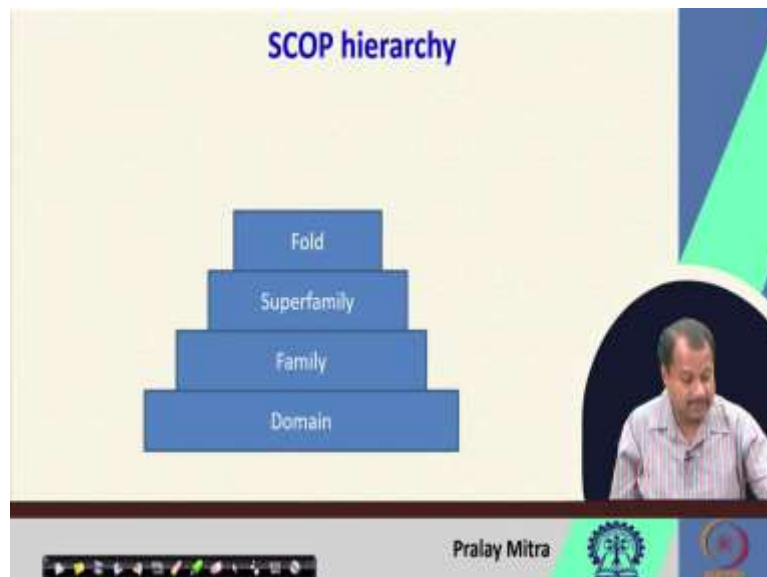 SCOP hierarchy
Fold
Superfamily
Family
Domain
Pralay Mitra